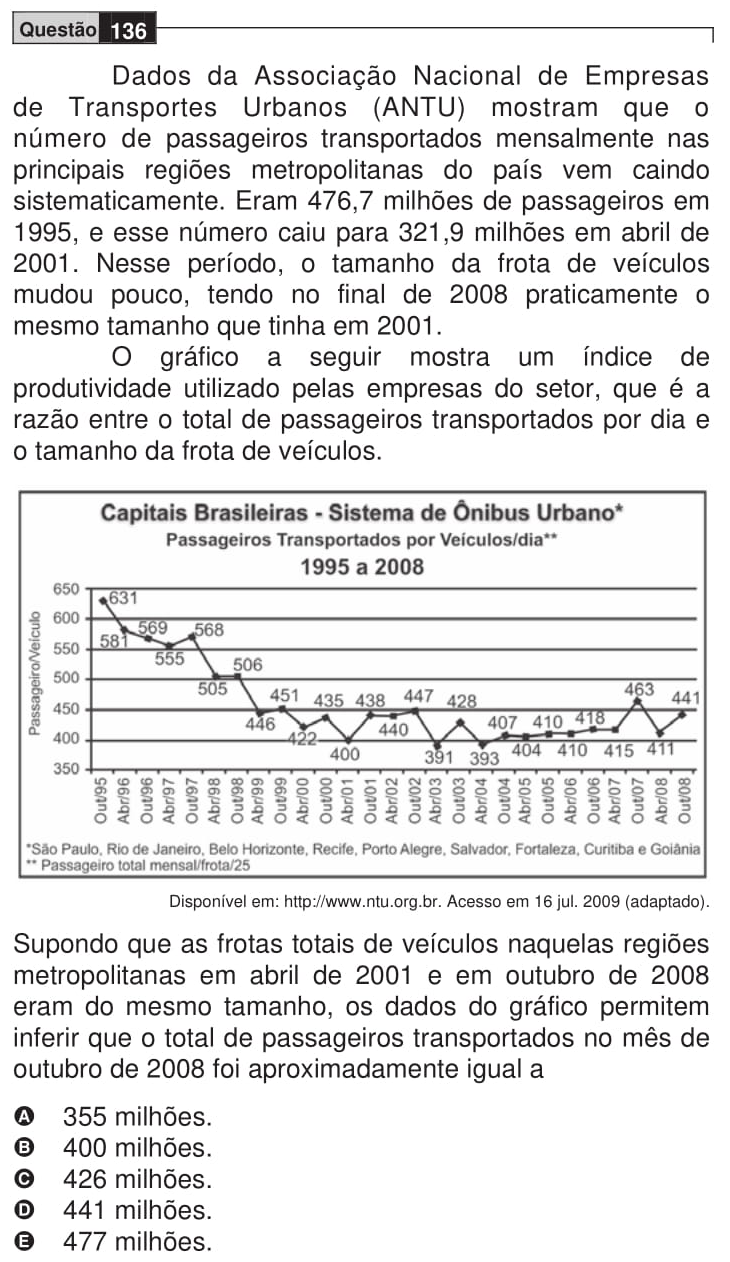 Questão 136
Dados da Associação Nacional de Empresas
de Transportes Urbanos (ANTU) mostram que o
número de passageiros transportados mensalmente nas
principais regiões metropolitanas do país vem caindo
sistematicamente. Eram 476,7 milhões de passageiros em
1995, e esse número caiu para 321,9 milhões em abril de
2001. Nesse período, o tamanho da frota de veículos
mudou pouco, tendo no final de 2008 praticamente o
mesmo tamanho que tinha em 2001.
O gráfico a seguir mostra um índice de
produtividade utilizado pelas empresas do setor, que é a
razão entre o total de passageiros transportados por dia e
o tamanho da frota de veículos.
Capitais Brasileiras - Sistema de Ônibus Urbano*
Passageiros Transportados por Veículos/dia**
1995 a 2008
Passageiro/Veículo
650
600
550
500
450
400
350
631
581
569
555
568
505
506
446
451
422
435
400
438
440
447
391
428
393
407
404
410
410
418
415
463
411
441
Out/95
Abr/96
Out/96
Abr/97
Out/97
Abr/98
Out/98
Abr/99
Out/99
Abr/00
Out/00
Abr/01
Out/01
Abr/02
Out/02
Abr/03
Out/03
Abr/04
Out/04
Abr/05
Out/05
Abr/06
Out/06
Abr/07
Out/07
Abr/08
Out/08
*São Paulo, Rio de Janeiro, Belo Horizonte, Recife, Porto Alegre, Salvador, Fortaleza, Curitiba e Goiânia
** Passageiro total mensal/frota/25
Disponível em: http://www.ntu.org.br. Acesso em 16 jul. 2009 (adaptado).
Supondo que as frotas totais de veículos naquelas regiões
metropolitanas em abril de 2001 e em outubro de 2008
eram do mesmo tamanho, os dados do gráfico permitem
inferir que o total de passageiros transportados no mês de
outubro de 2008 foi aproximadamente igual a
A 355 milhões.
B 400 milhões.
C 426 milhões.
D 441 milhões.
E 477 milhões.